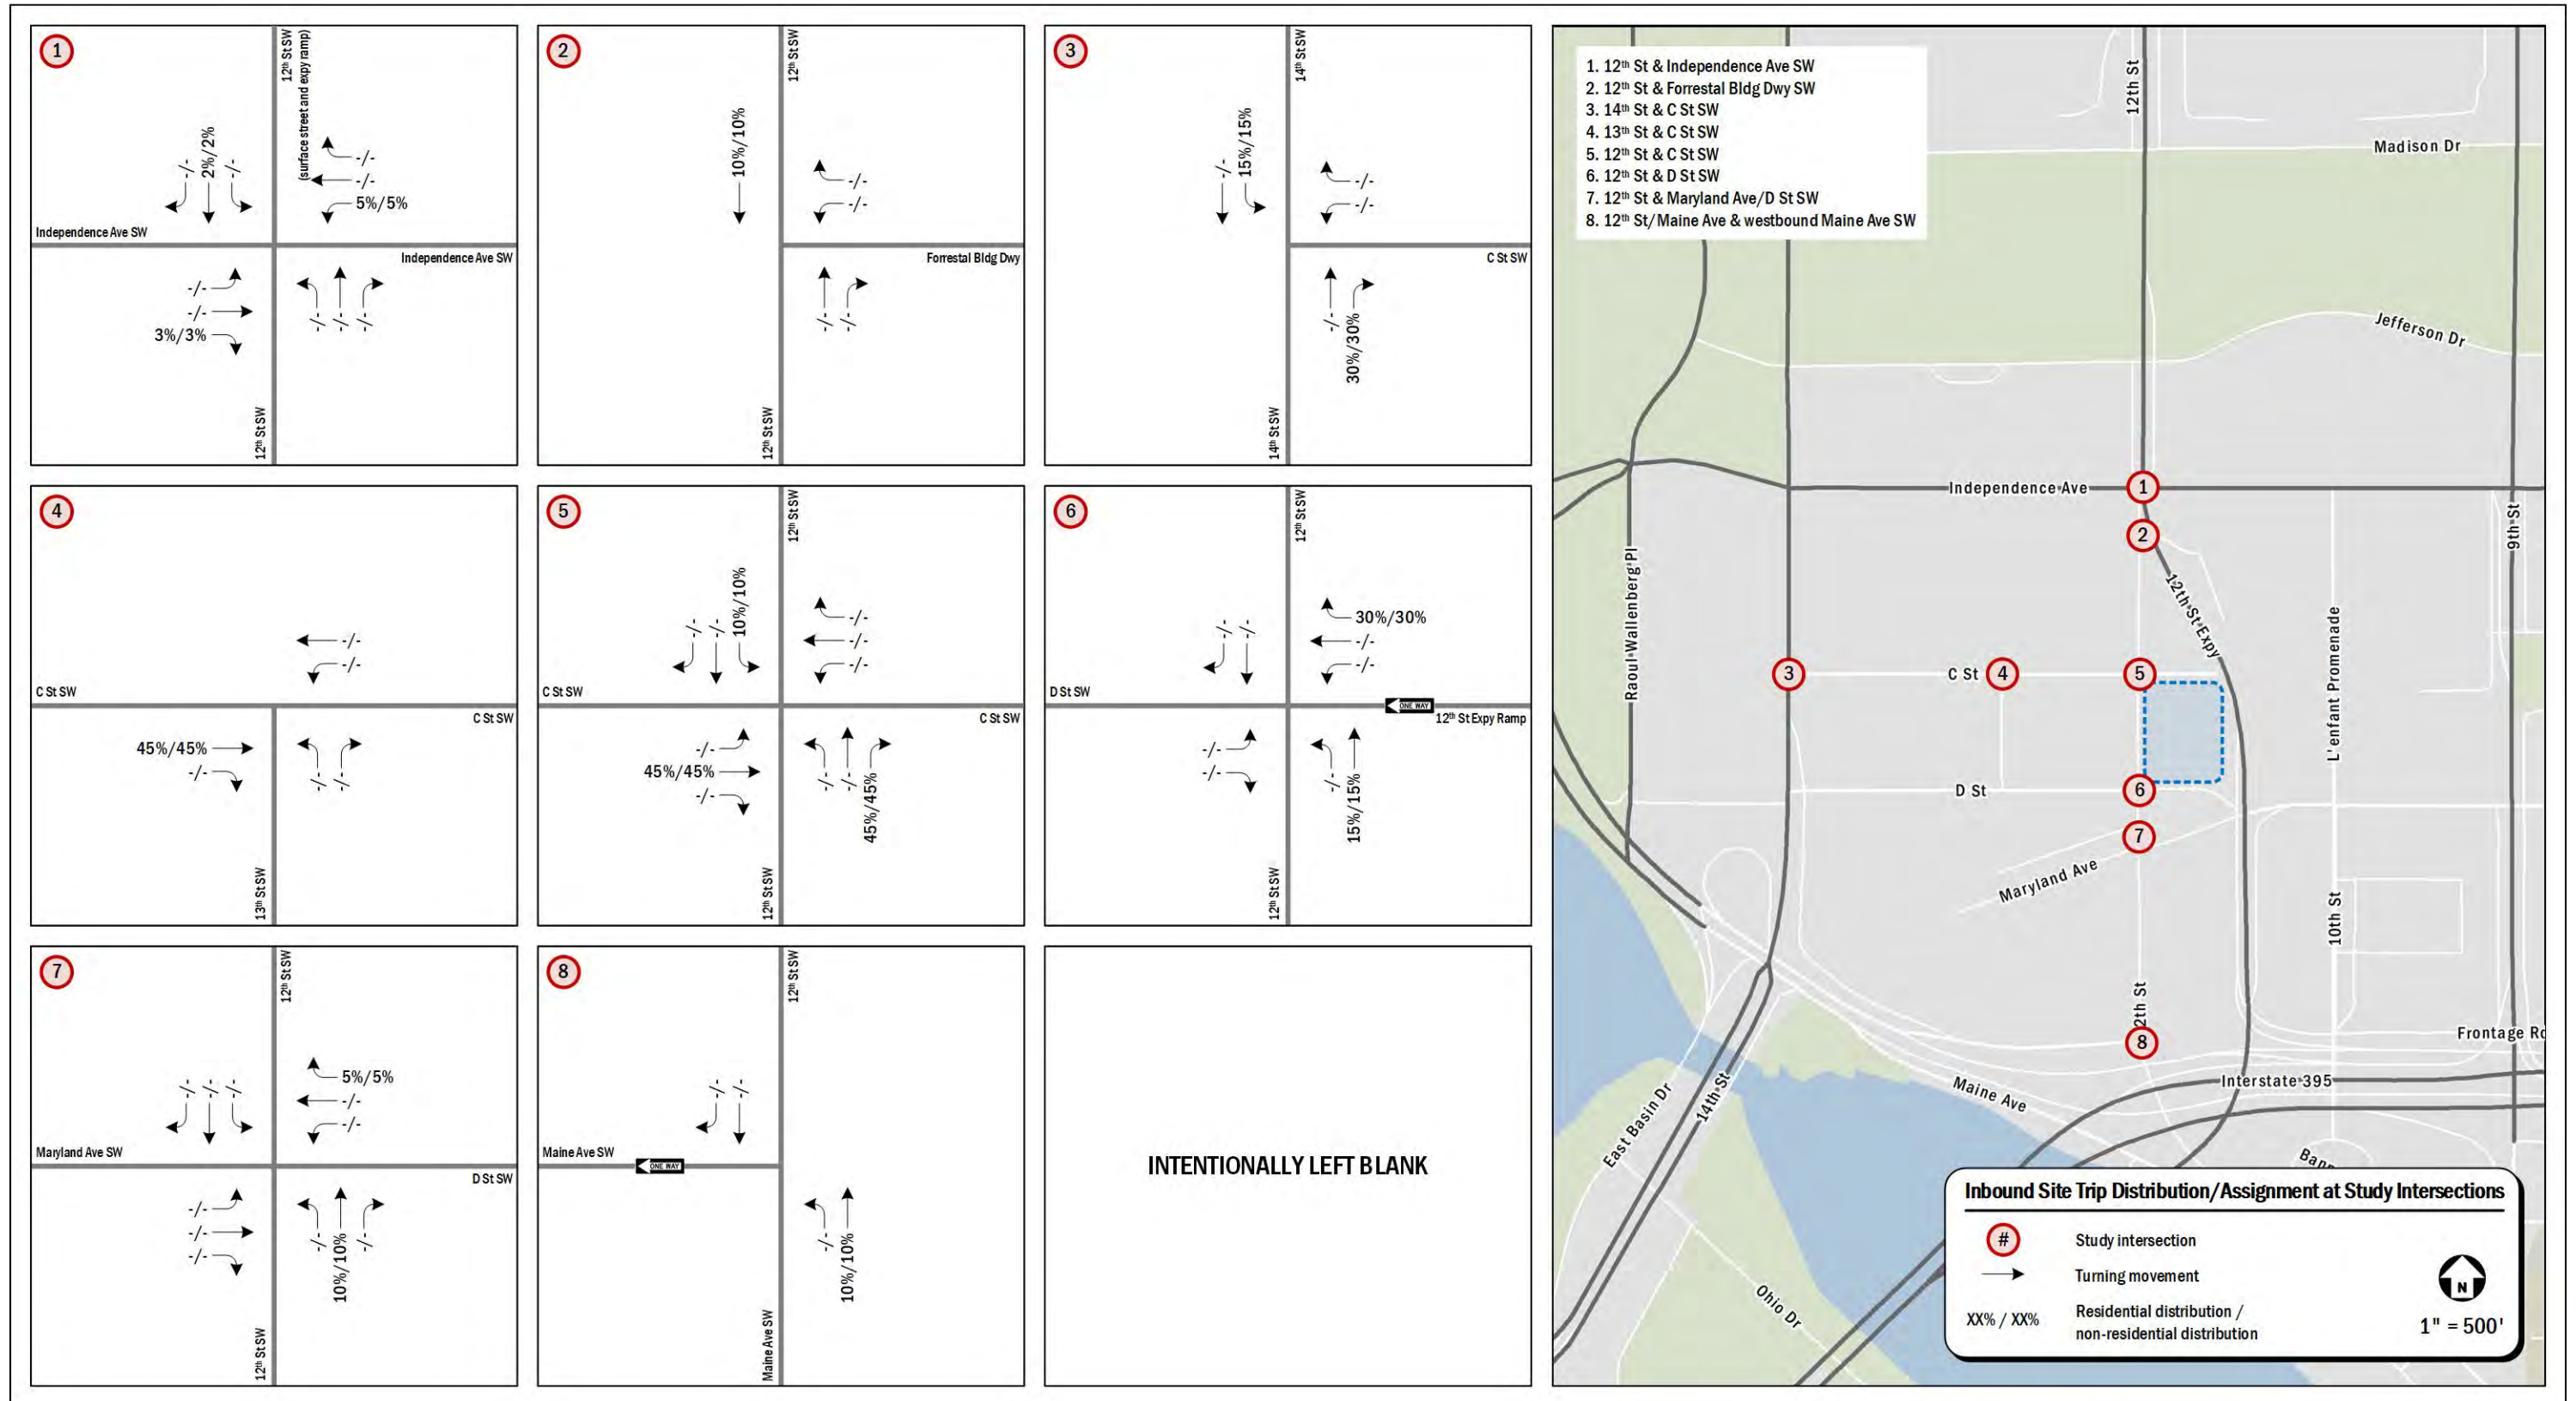 1
12th St SW
(surface street and expy ramp)
-/-
2%/2%
-/-
-/-
-/-
5%/5%
Independence Ave SW
Independence Ave SW
-/-
-/-
3%/3%
-/-
-/-
-/-
12th St SW
2
12th St SW
10%/10%
-/-
-/-
Forrestal Bldg Dwy
-/-
-/-
12th St SW
3
14th St SW
-/-
15%/15%
-/-
-/-
C St SW
-/-
30%/30%
14th St SW
4
-/-
-/-
C St SW
C St SW
45%/45%
-/-
-/-
-/-
13th St SW
5
12th St SW
-/-
-/-
10%/10%
-/-
-/-
-/-
C St SW
C St SW
-/-
45%/45%
-/-
-/-
-/-
45%/45%
12th St SW
6
12th St SW
-/-
-/-
30%/30%
-/-
-/-
D St SW
ONE WAY
12th St Expy Ramp
-/-
-/-
-/-
15%/15%
12th St SW
7
12th St SW
-/-
-/-
-/-
5%/5%
-/-
-/-
Maryland Ave SW
D St SW
-/-
-/-
-/-
-/-
10%/10%
-/-
12th St SW
8
12th St SW
-/-
-/-
Maine Ave SW
ONE WAY
-/-
10%/10%
Maine Ave SW
INTENTIONALLY LEFT BLANK
1. 12th St & Independence Ave SW
2. 12th St & Forrestal Bldg Dwy SW
3. 14th St & C St SW
4. 13th St & C St SW
5. 12th St & C St SW
6. 12th St & D St SW
7. 12th St & Maryland Ave/D St SW
8. 12th St/Maine Ave & westbound Maine Ave SW
12th St
Madison Dr
Jefferson Dr
Independence Ave
1
2
9th St
Raoul Wallenberg Pl
12th St Expy
L'enfant Promenade
3
C St
4
5
D St
6
7
Maryland Ave
10th St
2th St
8
Frontage Rd
Interstate 395
Maine Ave
14th St
East Basin Dr
Bann
Ohio Dr
Inbound Site Trip Distribution/Assignment at Study Intersections
# Study intersection
Turning movement
XX% / XX% Residential distribution /
non-residential distribution
N
1" = 500'